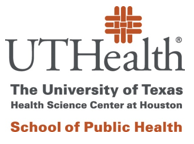 UTHealth®
The University of Texas
Health Science Center at Houston
School of Public Health